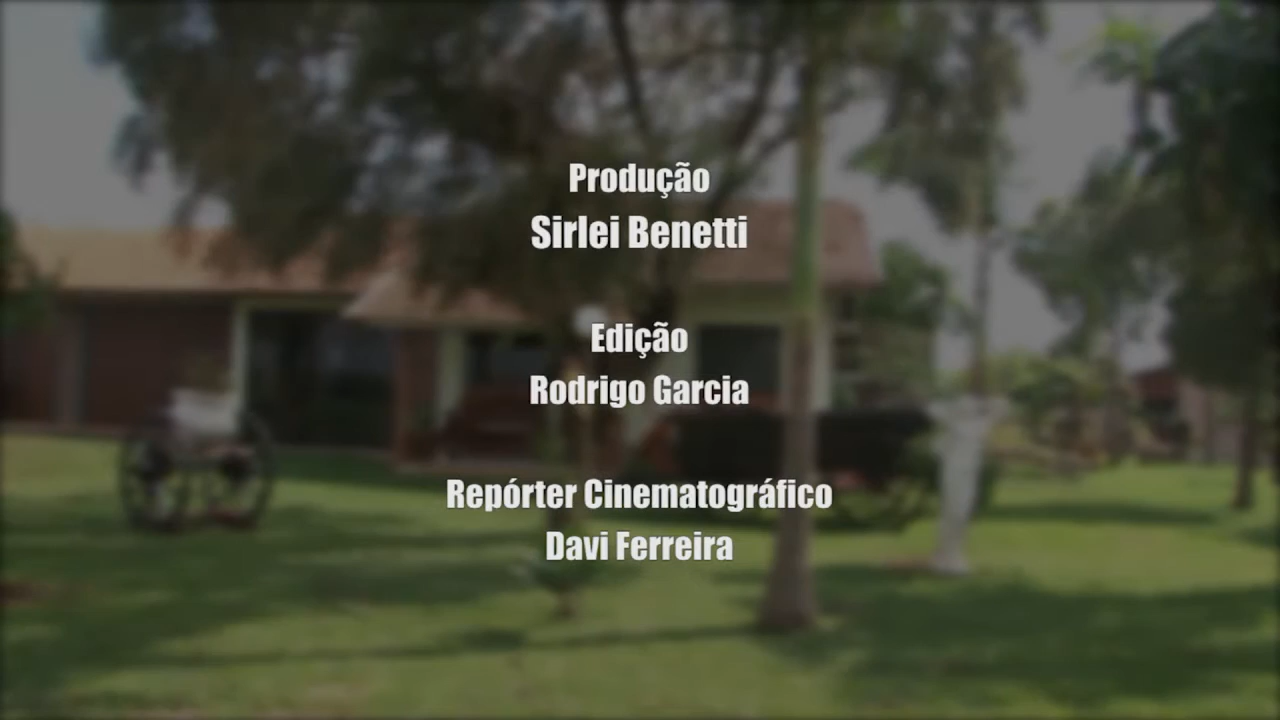 Produção
Sirlei Benetti
Edição
Rodrigo Garcia
Repórter Cinematográfico
Davi Ferreira